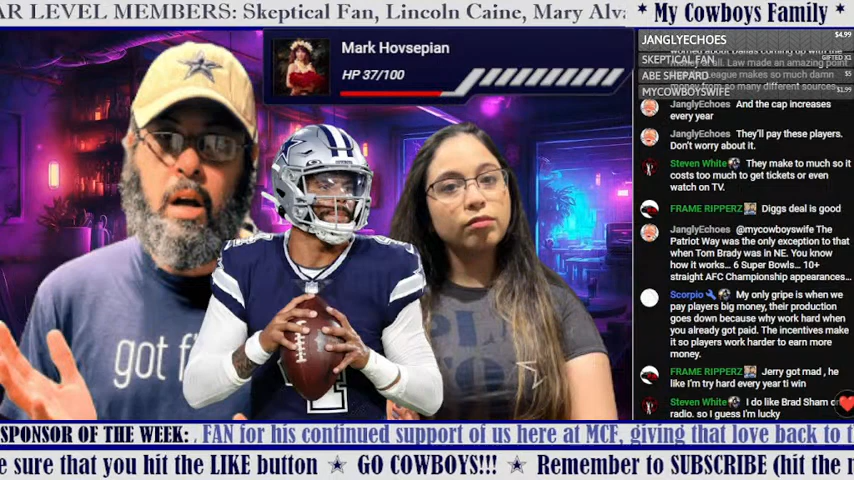 AR LEVEL MEMBERS: Skeptical Fan, Lincoln Caine, Mary Alva
* My Cowboys Family *
Mark Hovsepian
HP 37/100
JANGLYECHOES $4.99
SKEPTICAL FAN GIFTED X1
ABE SHEPARD $5
MYCOWBOYSWIFE $1.99
JanglyEchoes And the cap increases
every year
JanglyEchoes They'll pay these players.
Don't worry about it.
Steven White They make to much so it
costs too much to get tickets or even
watch on TV.
FRAME RIPPERZ Diggs deal is good
JanglyEchoes @mycowboyswife The
Patriot Way was the only exception to that
when Tom Brady was in NE. You know
how it works... 6 Super Bowls... 10+
straight AFC Championship appearances...
Scorpio My only gripe is when we
pay players big money, their production
goes down because why work hard when
you already got paid. The incentives make
it so players work harder to earn more
money.
FRAME RIPPERZ Jerry got mad , he
like I'm try hard every year ti win
Steven White I do like Brad Sham
radio. so I guess I'm lucky
got f
SPONSOR OF THE WEEK: FAN for his continued support of us here at MCE, giving that love back to t
e sure that you hit the LIKE button ★ GO COWBOYS!!! ★ Remember to SUBSCRIBE (hit the